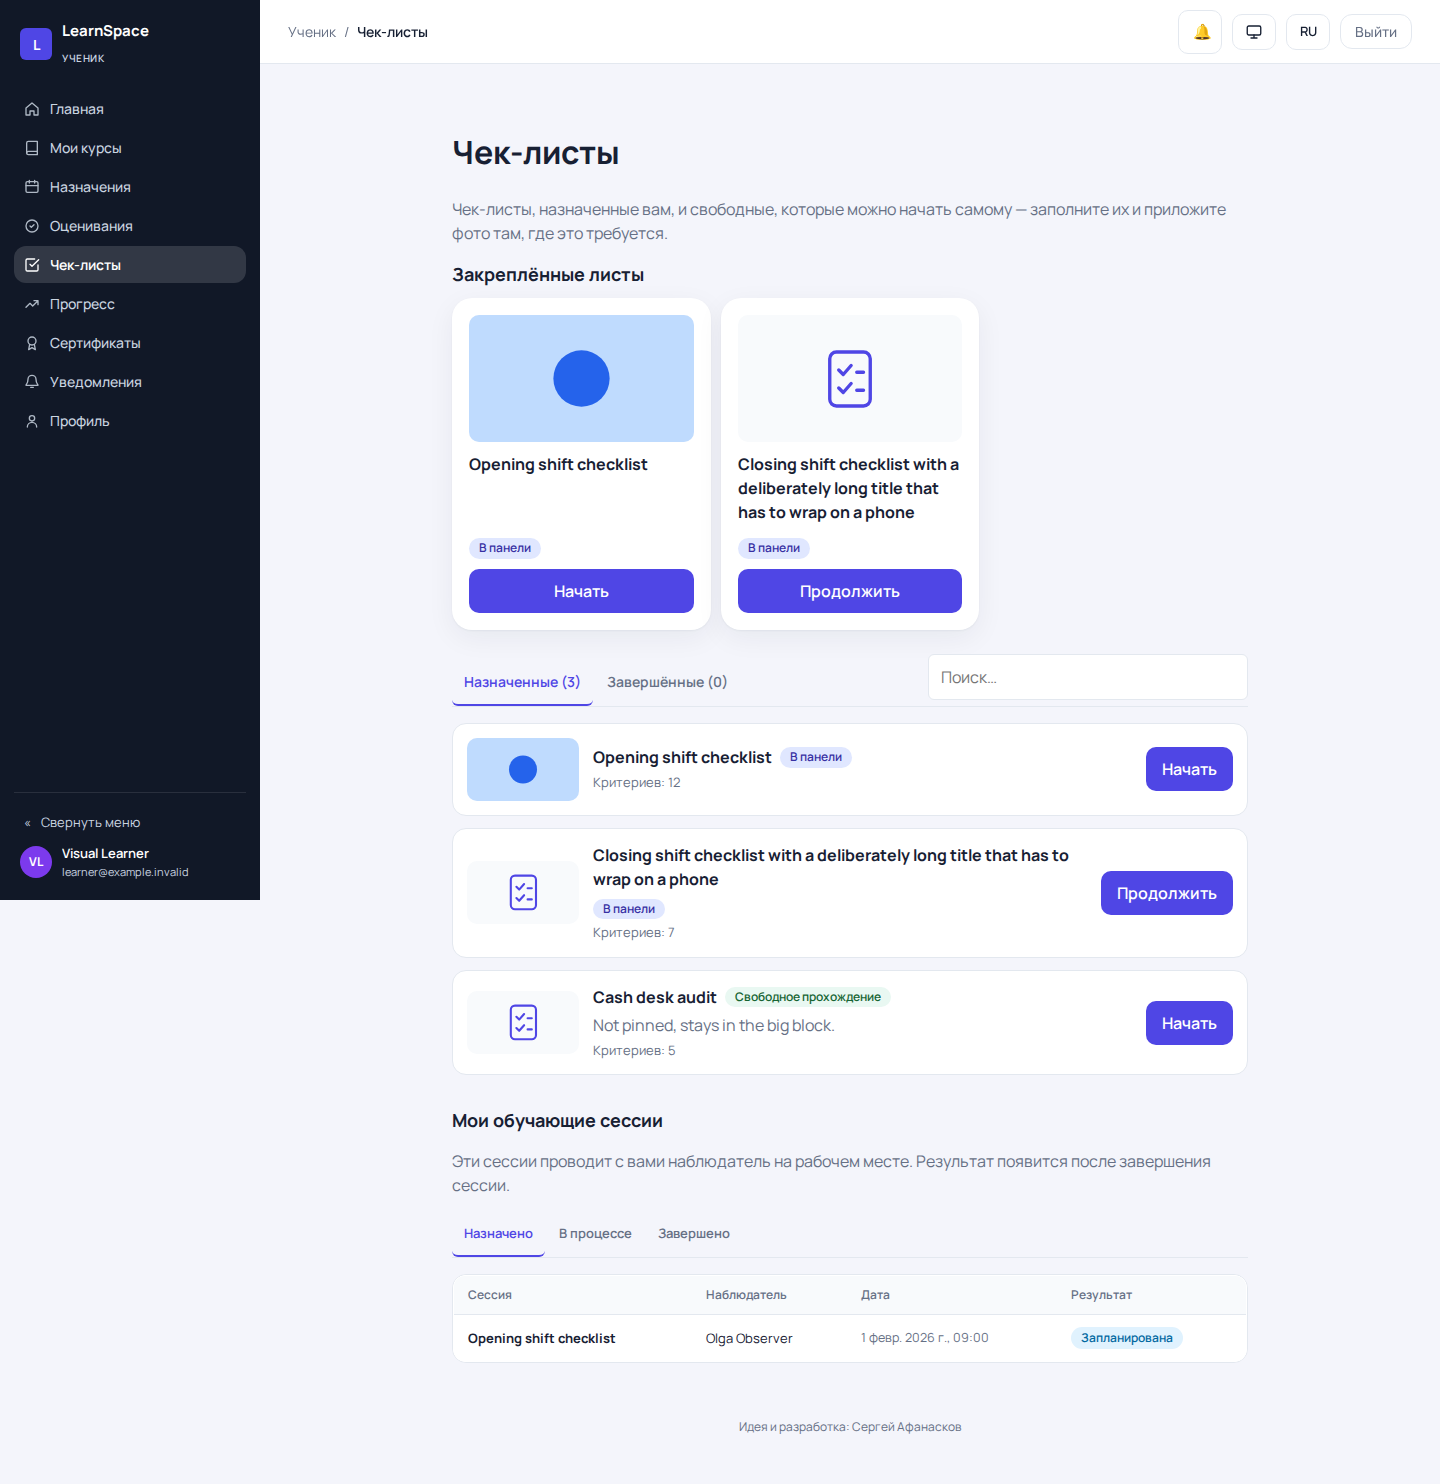 L
LearnSpace
УЧЕНИК
Главная
Мои курсы
Назначения
Оценивания
Чек-листы
Прогресс
Сертификаты
Уведомления
Профиль
« Свернуть меню
VL
Visual Learner
learner@example.invalid
Ученик / Чек-листы
RU
Выйти
Чек-листы
Чек-листы, назначенные вам, и свободные, которые можно начать самому — заполните их и приложите
фото там, где это требуется.
Закреплённые листы
Opening shift checklist
В панели
Начать
Closing shift checklist with a
deliberately long title that
has to wrap on a phone
В панели
Продолжить
Назначенные (3) Завершённые (0)
Поиск...
Opening shift checklist В панели
Критериев: 12
Начать
Closing shift checklist with a deliberately long title that has to
wrap on a phone
В панели
Критериев: 7
Продолжить
Cash desk audit Свободное прохождение
Not pinned, stays in the big block.
Критериев: 5
Начать
Мои обучающие сессии
Эти сессии проводит с вами наблюдатель на рабочем месте. Результат появится после завершения
сессии.
Назначено В процессе Завершено
Сессия Наблюдатель Дата Результат
Opening shift checklist Olga Observer 1 февр. 2026 г., 09:00 Запланирована
Идея и разработка: Сергей Афанасков